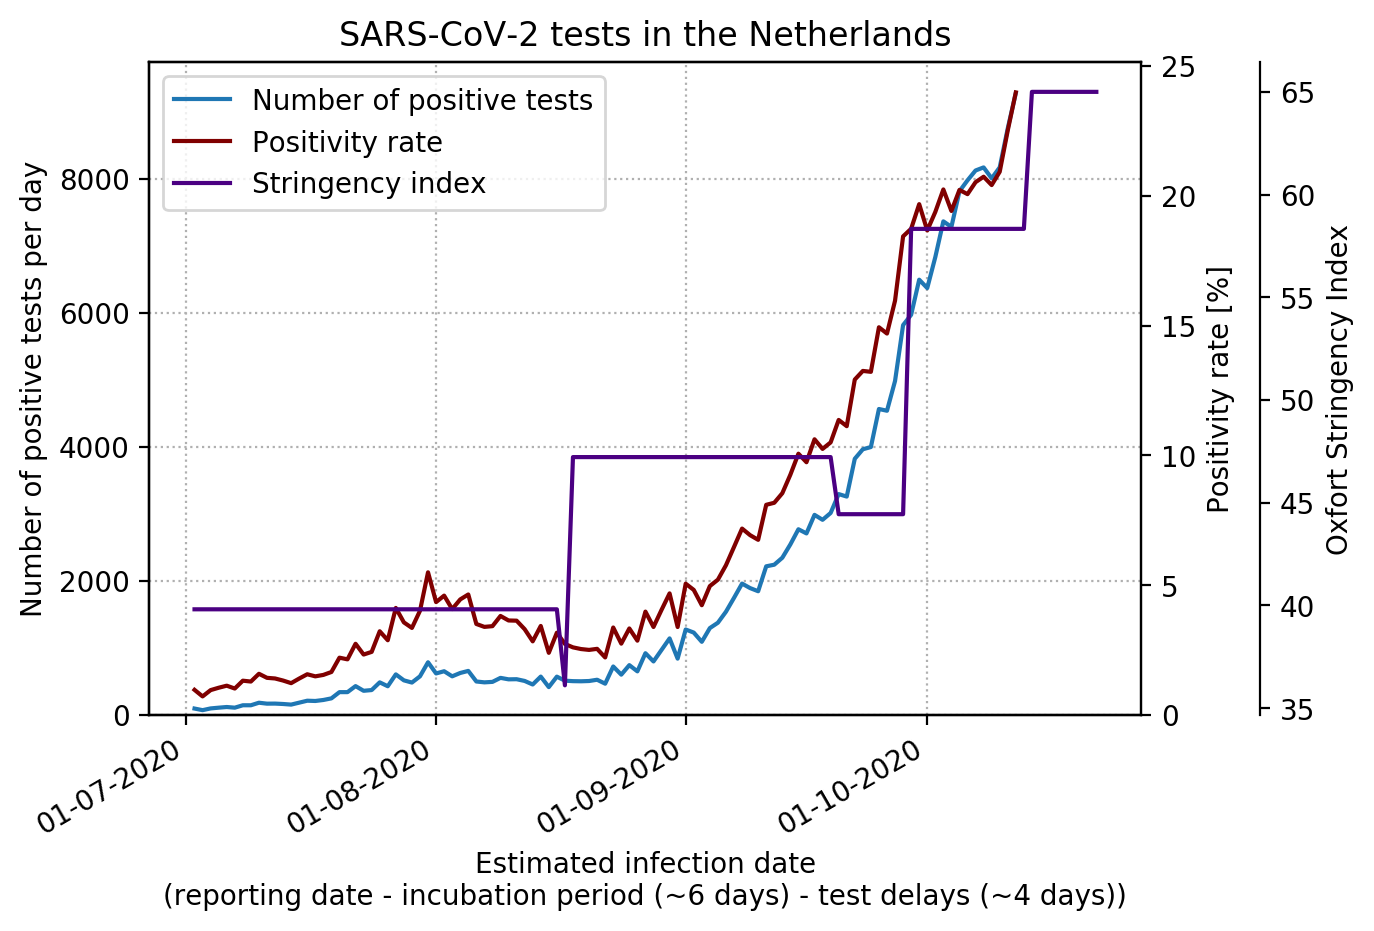 SARS-CoV-2 tests in the Netherlands
Number of positive tests
Positivity rate
Stringency index
Number of positive tests per day
8000
6000
4000
2000
0
25
20
15
10
5
0
Positivity rate [%]
65
60
55
50
45
40
35
Oxfort Stringency Index
01-07-2020
01-08-2020
01-09-2020
01-10-2020
Estimated infection date
(reporting date - incubation period (~6 days) - test delays (~4 days))